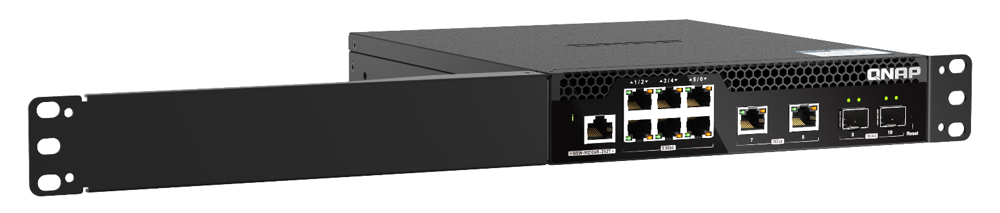 QNAP
▲1/2▼ ▲3/4▼ ▲5/6▼
i
7 8 9 10 Reset
10GbE 10GbE
• QSW-M2106R-2S2T • 2.5GbE